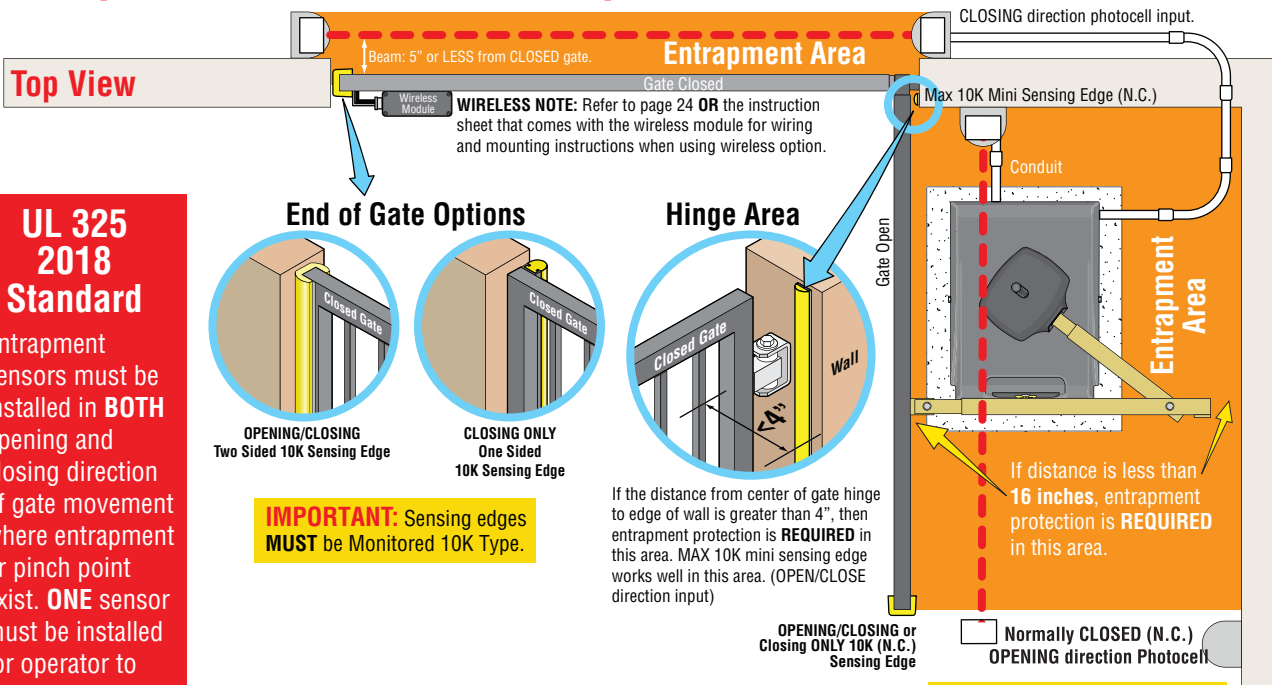 CLOSING direction photocell input.
Top View
Beam: 5” or LESS from CLOSED gate.
Entrapment Area
Gate Closed
Wireless
Module
WIRELESS NOTE: Refer to page 24 OR the instruction
sheet that comes with the wireless module for wiring
and mounting instructions when using wireless option.
Max 10K Mini Sensing Edge (N.C.)
Conduit
Gate Open
Entrapment
Area
UL 325
2018
Standard
ntrapment
ensors must be
nstalled in BOTH
pening and
losing direction
f gate movement
where entrapment
r pinch point
xist. ONE sensor
must be installed
or operator to
End of Gate Options
Closed Gate
Closed Gate
OPENING/CLOSING
Two Sided 10K Sensing Edge
CLOSING ONLY
One Sided
10K Sensing Edge
IMPORTANT: Sensing edges
MUST be Monitored 10K Type.
Hinge Area
Closed Gate
Wall
<4”
If the distance from center of gate hinge
to edge of wall is greater than 4”, then
entrapment protection is REQUIRED in
this area. MAX 10K mini sensing edge
works well in this area. (OPEN/CLOSE
direction input)
If distance is less than
16 inches, entrapment
protection is REQUIRED
in this area.
OPENING/CLOSING or
Closing ONLY 10K (N.C.)
Sensing Edge
Normally CLOSED (N.C.)
OPENING direction Photocell